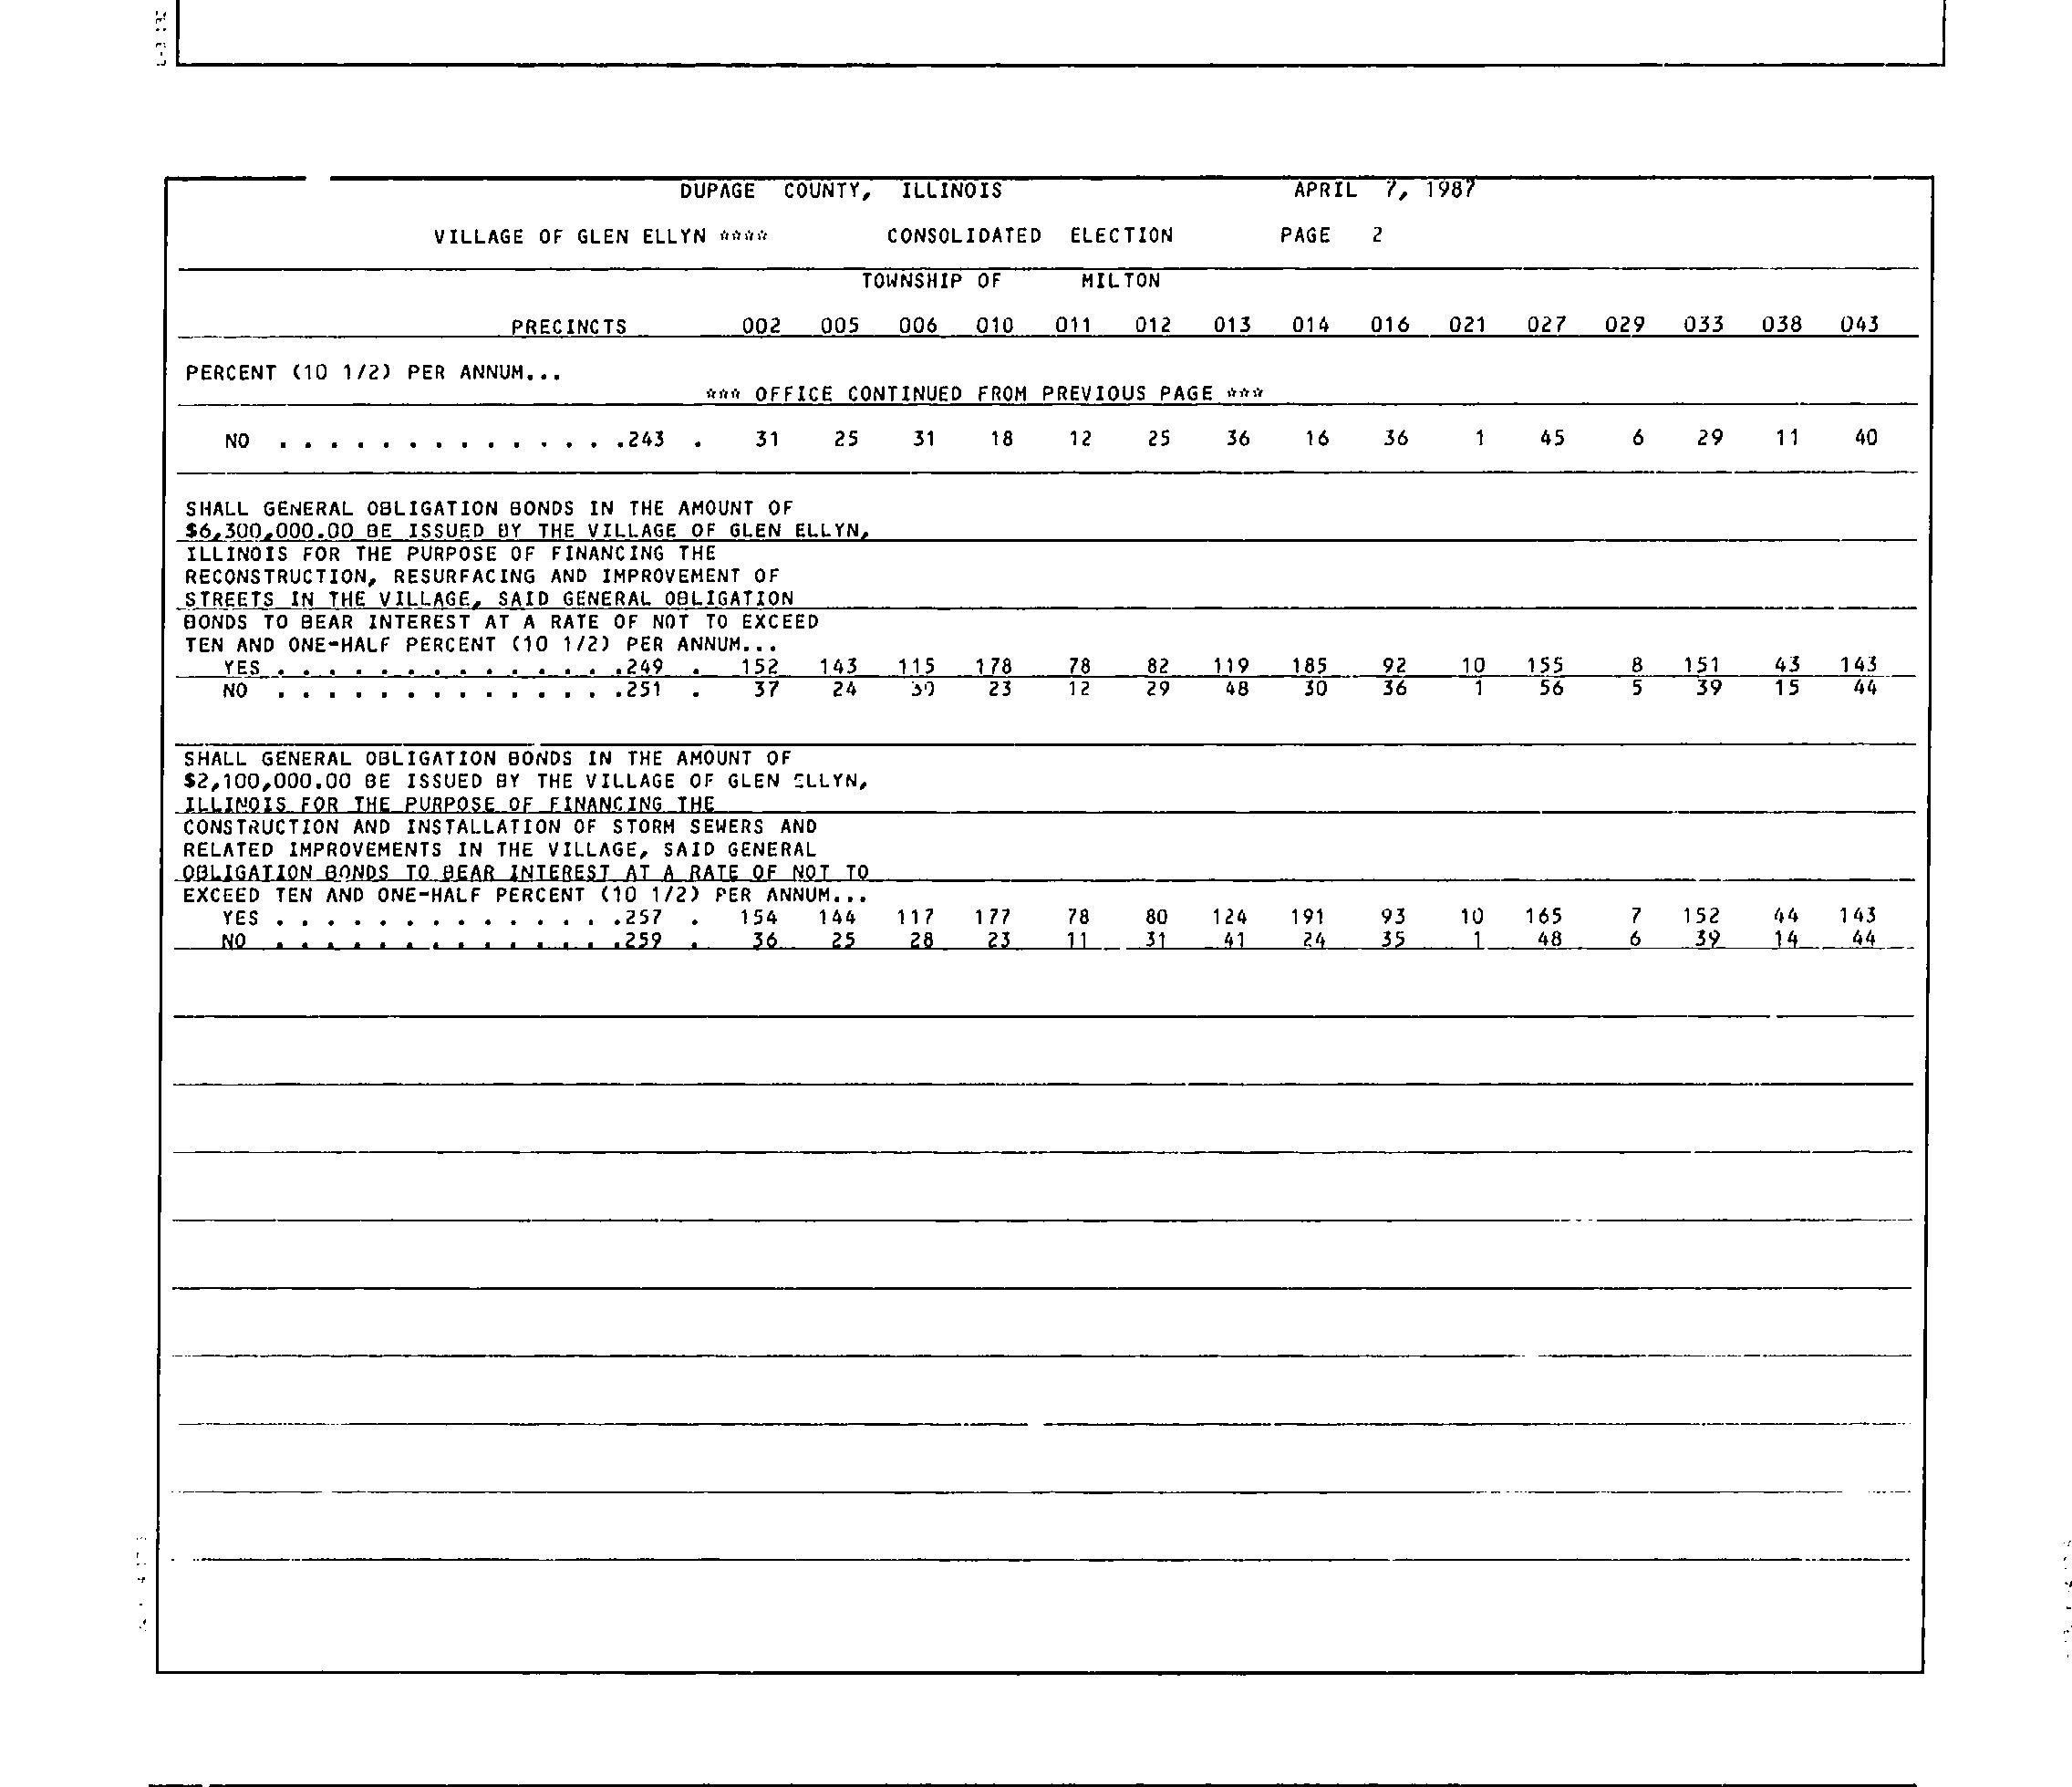 DUPAGE COUNTY, ILLINOIS APRIL 7, 1987
VILLAGE OF GLEN ELLYN **** CONSOLIDATED ELECTION PAGE 2
TOWNSHIP OF MILTON
PRECINCTS 002 005 006 010 011 012 013 014 016 021 027 029 033 038 043
PERCENT (10 1/2) PER ANNUM...
*** OFFICE CONTINUED FROM PREVIOUS PAGE ***
NO . . . . . . . . . . . . . .243 . 31 25 31 18 12 25 36 16 36 1 45 6 29 11 40
SHALL GENERAL OBLIGATION BONDS IN THE AMOUNT OF
$6,300,000.00 BE ISSUED BY THE VILLAGE OF GLEN ELLYN,
ILLINOIS FOR THE PURPOSE OF FINANCING THE
RECONSTRUCTION, RESURFACING AND IMPROVEMENT OF
STREETS IN THE VILLAGE, SAID GENERAL OBLIGATION
BONDS TO BEAR INTEREST AT A RATE OF NOT TO EXCEED
TEN AND ONE-HALF PERCENT (10 1/2) PER ANNUM...
YES . . . . . . . . . . . . . .249 . 152 143 115 178 78 82 119 185 92 10 155 8 151 43 143
NO . . . . . . . . . . . . . .251 . 37 24 30 23 12 29 48 30 36 1 56 5 39 15 44
SHALL GENERAL OBLIGATION BONDS IN THE AMOUNT OF
$2,100,000.00 BE ISSUED BY THE VILLAGE OF GLEN ELLYN,
ILLINOIS FOR THE PURPOSE OF FINANCING THE
CONSTRUCTION AND INSTALLATION OF STORM SEWERS AND
RELATED IMPROVEMENTS IN THE VILLAGE, SAID GENERAL
OBLIGATION BONDS TO BEAR INTEREST AT A RATE OF NOT TO
EXCEED TEN AND ONE-HALF PERCENT (10 1/2) PER ANNUM...
YES . . . . . . . . . . . . . .257 . 154 144 117 177 78 80 124 191 93 10 165 7 152 44 143
NO . . . . . . . . . . . . . .259 . 36 25 28 23 11 31 41 24 35 1 48 6 39 14 44